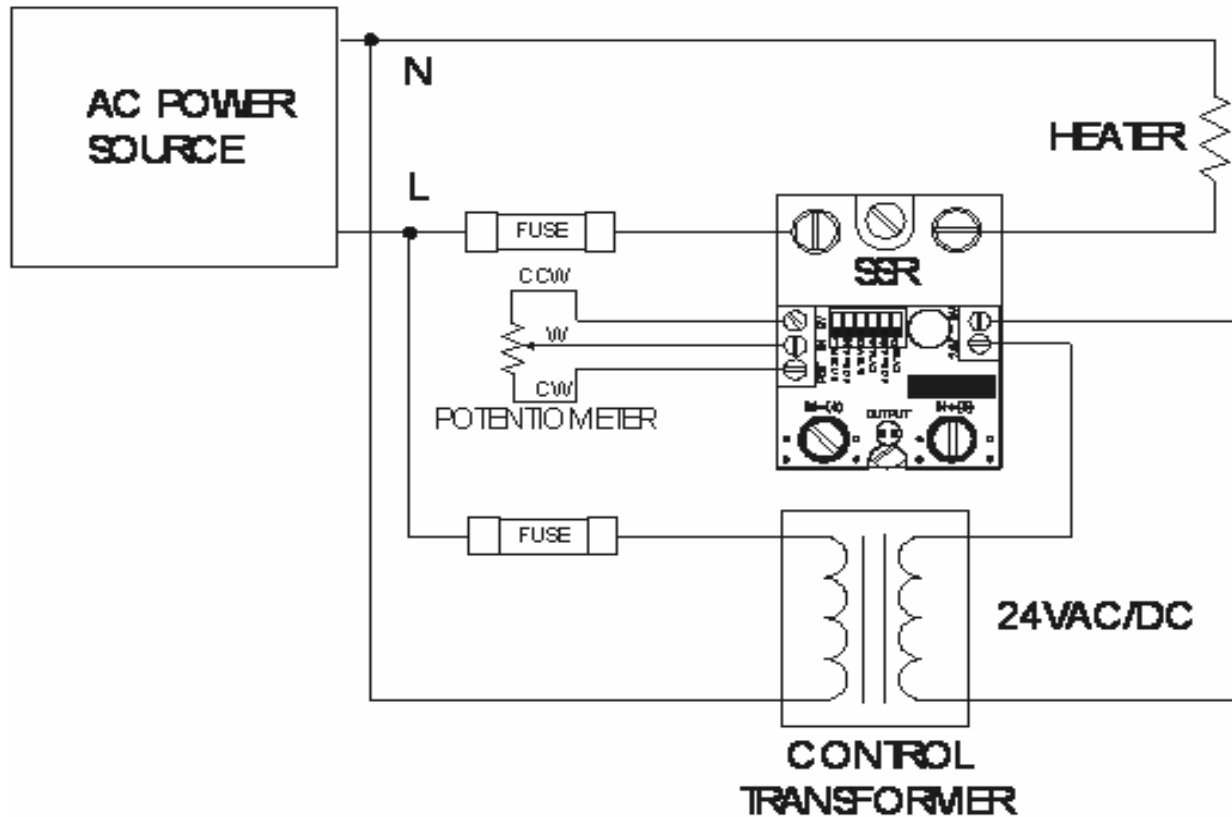 AC POWER
SOURCE
N
HEATER
L
FUSE
SSR
CCW
W
CW
POTENTIOMETER
OUTPUT
FUSE
24VAC/DC
CONTROL
TRANSFORMER